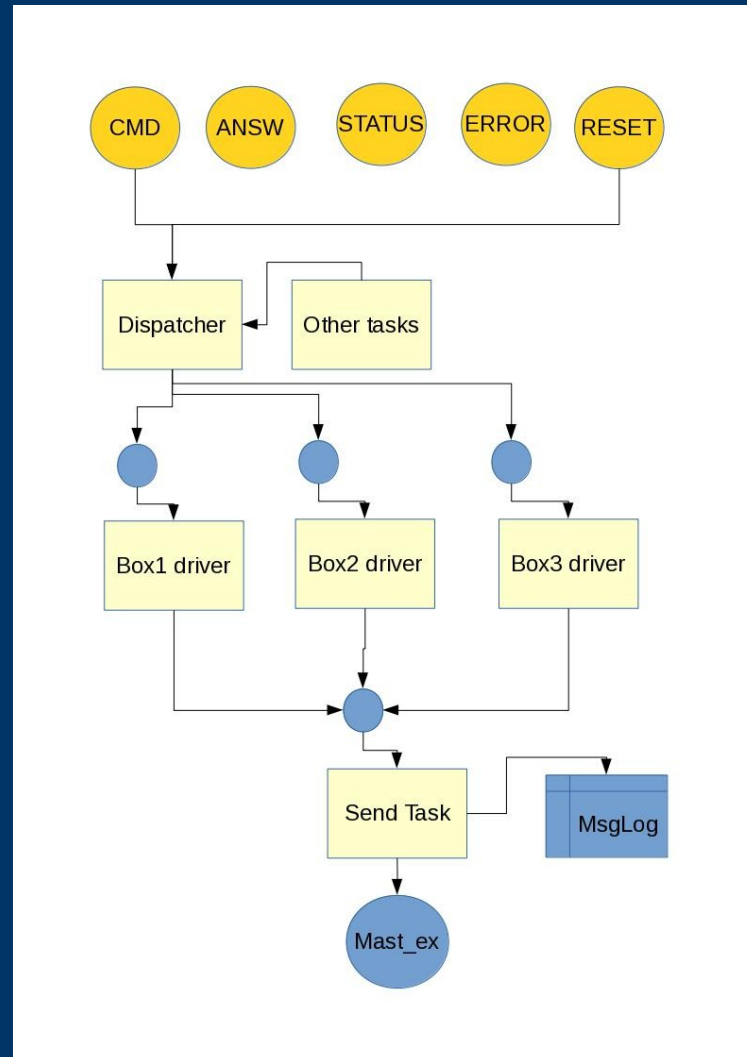 CMD
ANSW
STATUS
ERROR
RESET
Dispatcher
Other tasks
Box1 driver
Box2 driver
Box3 driver
Send Task
MsgLog
Mast_ex